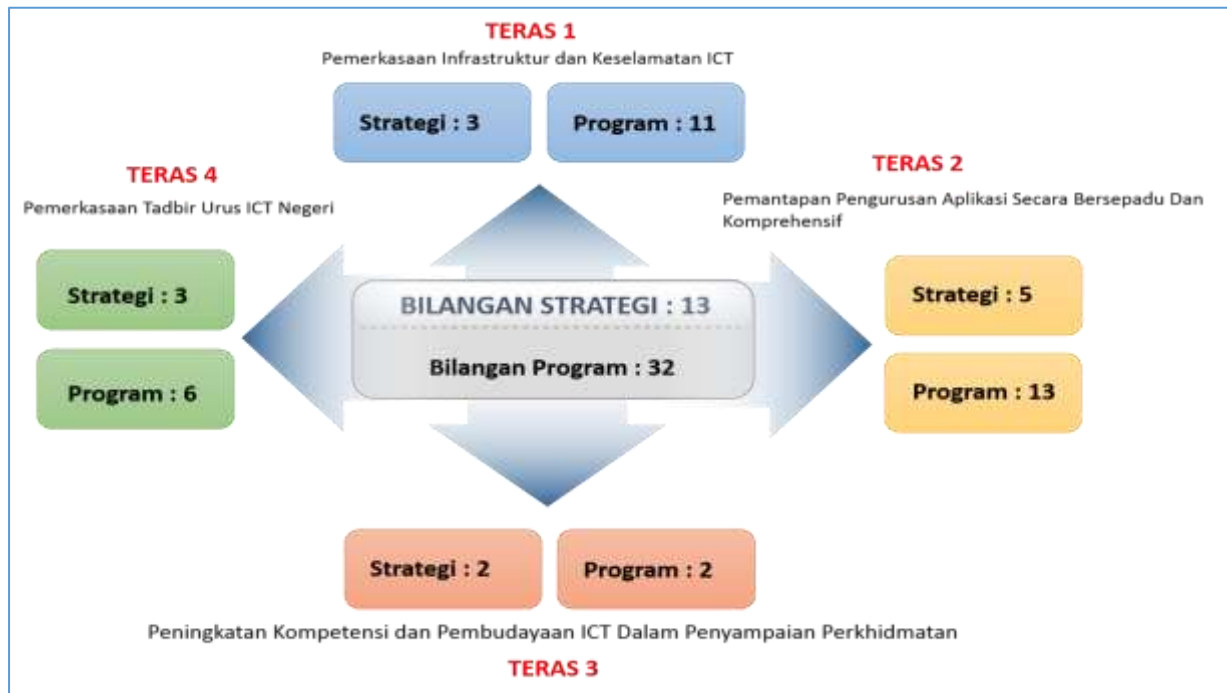 TERAS 1
Pemerkasaan Infrastruktur dan Keselamatan ICT
Strategi : 3
Program : 11
TERAS 2
Pemantapan Pengurusan Aplikasi Secara Bersepadu Dan
Komprehensif
Strategi : 5
Program : 13
TERAS 4
Pemerkasaan Tadbir Urus ICT Negeri
Strategi : 3
Program : 6
BILANGAN STRATEGI : 13
Bilangan Program : 32
Strategi : 2
Program : 2
Peningkatan Kompetensi dan Pembudayaan ICT Dalam Penyampaian Perkhidmatan
TERAS 3